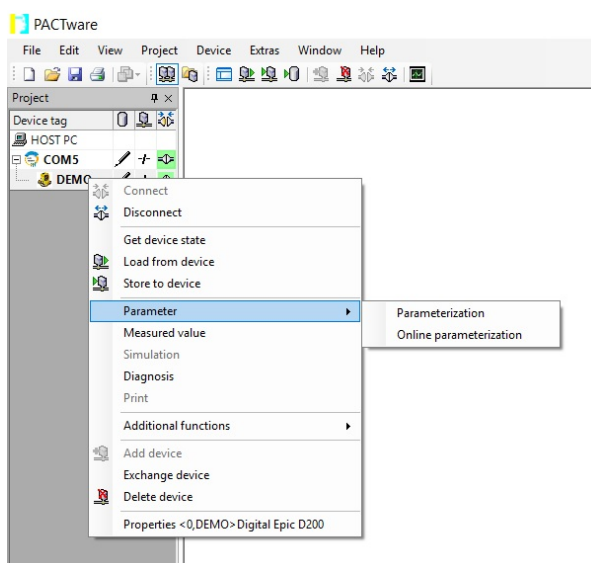 PACTware
File Edit View Project Device Extras Window Help
Project
Device tag
HOST PC
COM5
DEMO
Connect
Disconnect
Get device state
Load from device
Store to device
Parameter
Parameterization
Measured value
Online parameterization
Simulation
Diagnosis
Print
Additional functions
Add device
Exchange device
Delete device
Properties <0,DEMO>Digital Epic D200